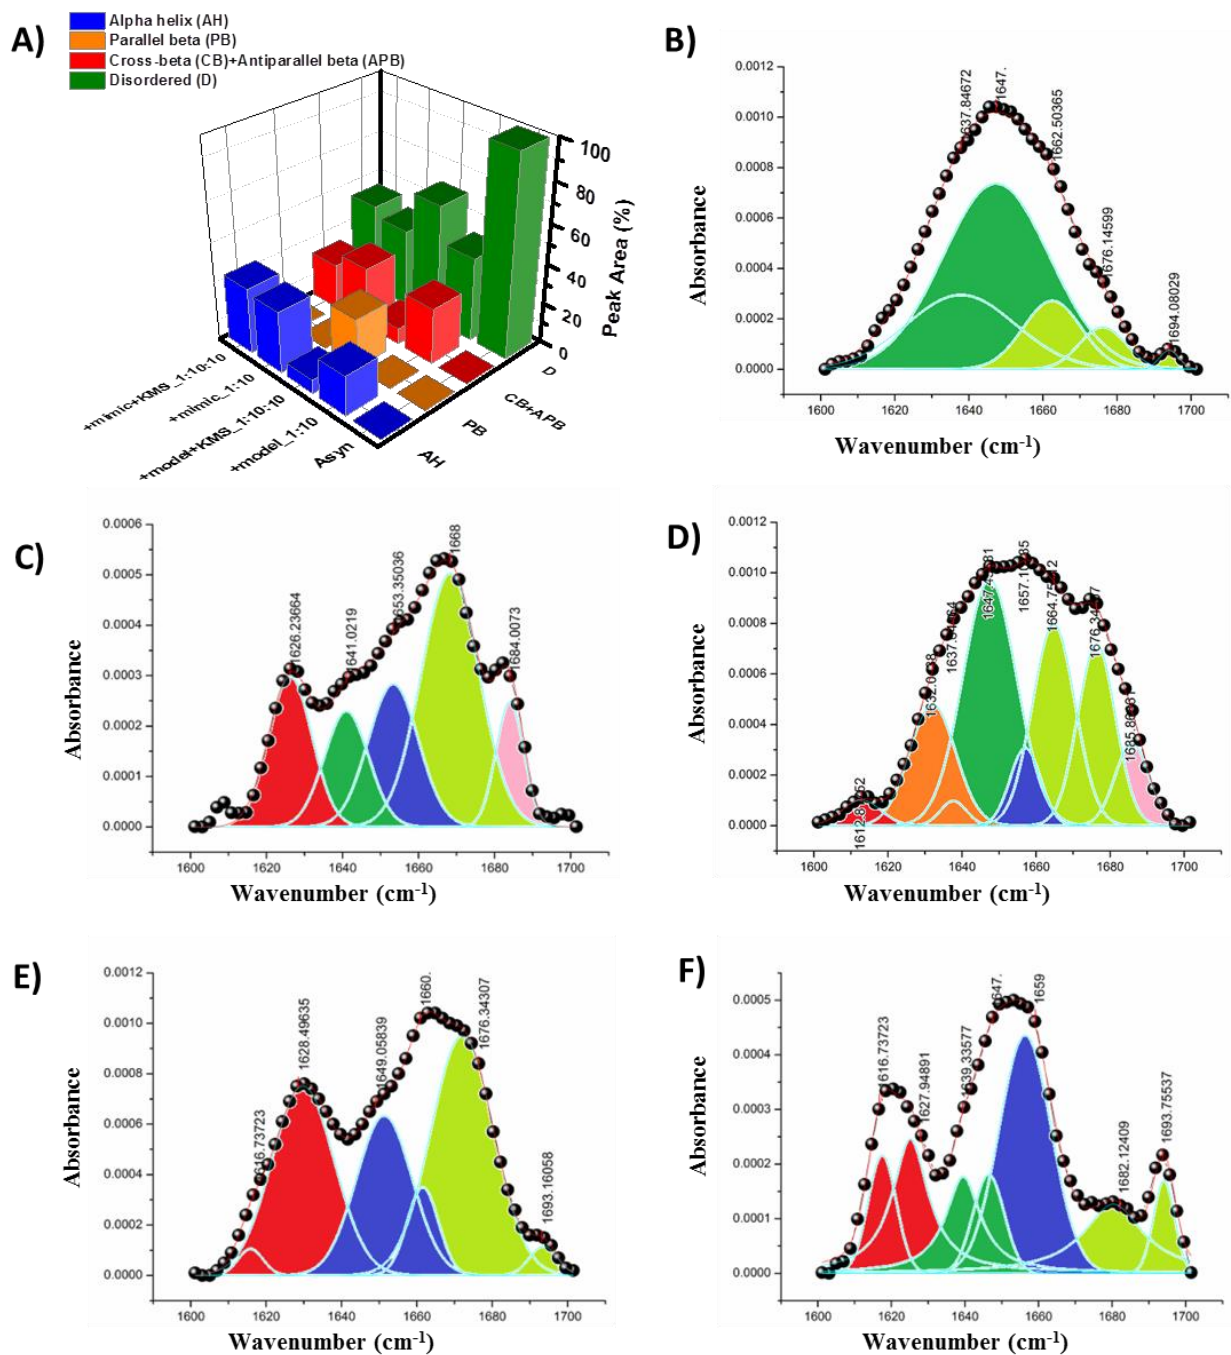 A)
Alpha helix (AH)
Parallel beta (PB)
Cross-beta (CB)+Antiparallel beta (APB)
Disordered (D)
100
80
60
40
20
0
Peak Area (%)
D
CB+APB
PB
AH
+mimic+KMS_1:10:10
+mimic_1:10
+model+KMS_1:10:10
+model_1:10
Asyn
B)
0.0012
0.0010
0.0008
0.0006
0.0004
0.0002
0.0000
Absorbance
1647.
1662.50365
1676.14599
1694.08029
1600 1620 1640 1660 1680 1700
Wavenumber (cm-1)
C)
0.0006
0.0005
0.0004
0.0003
0.0002
0.0001
0.0000
Absorbance
1626.23664
1641.0219
1653.35036
1668
1684.0073
1600 1620 1640 1660 1680 1700
Wavenumber (cm-1)
D)
0.0012
0.0010
0.0008
0.0006
0.0004
0.0002
0.0000
Absorbance
1600 1620 1640 1660 1680 1700
Wavenumber (cm-1)
E)
0.0012
0.0010
0.0008
0.0006
0.0004
0.0002
0.0000
Absorbance
1616.73723
1628.49635
1649.05839
1660.
1676.34307
1693.16058
1600 1620 1640 1660 1680 1700
Wavenumber (cm-1)
F)
0.0005
0.0004
0.0003
0.0002
0.0001
0.0000
Absorbance
1616.73723
1627.94891
1639.33577
1647.
1659
1682.12409
1693.75537
1600 1620 1640 1660 1680 1700
Wavenumber (cm-1)